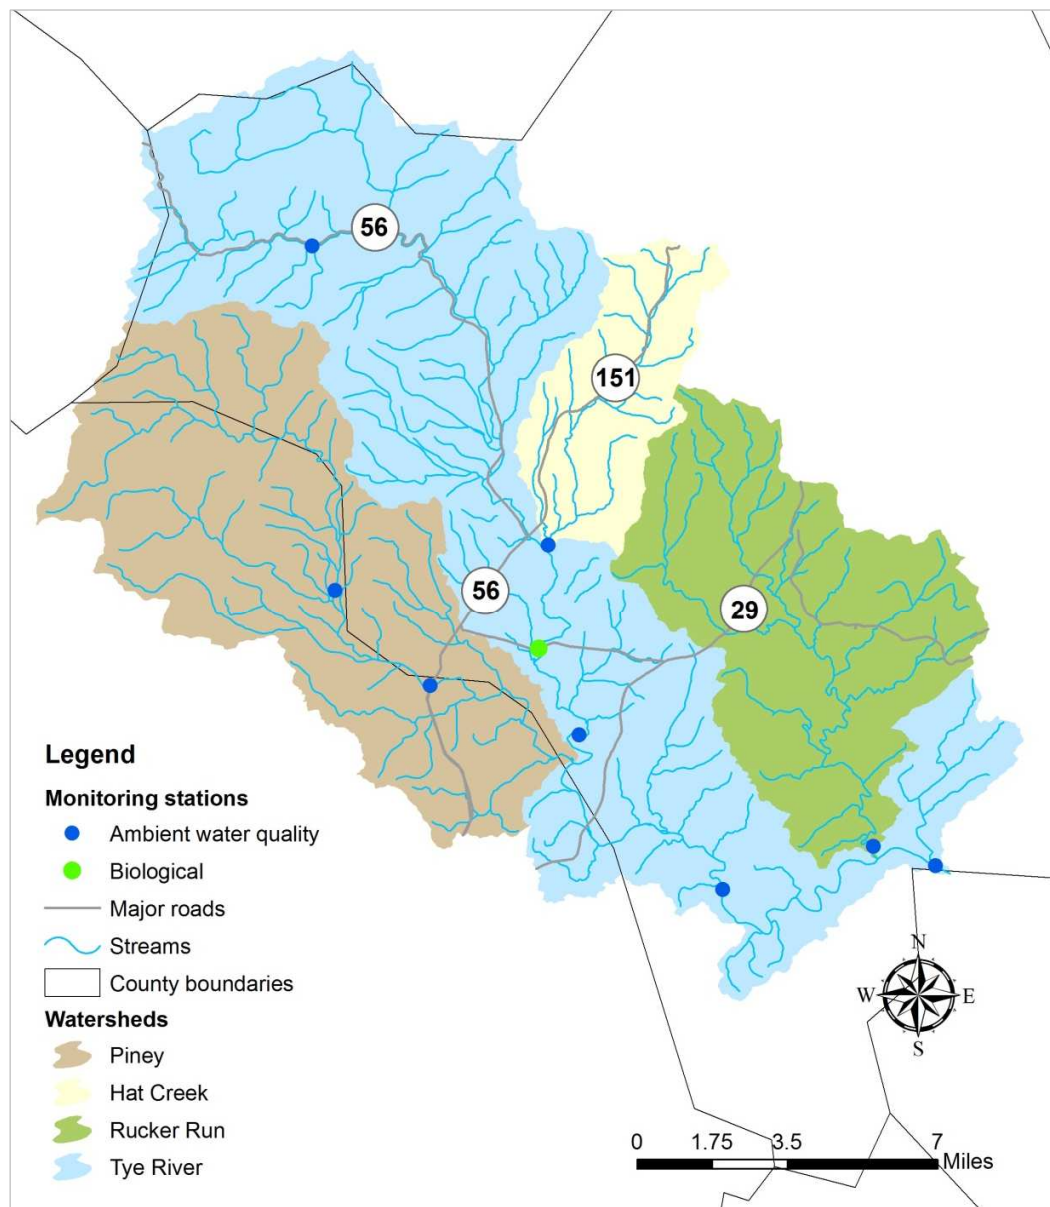 56
151
56
29
Legend
Monitoring stations
Ambient water quality
Biological
Major roads
Streams
County boundaries
Watersheds
Piney
Hat Creek
Rucker Run
Tye River
N
W E
S
0 1.75 3.5 7
Miles